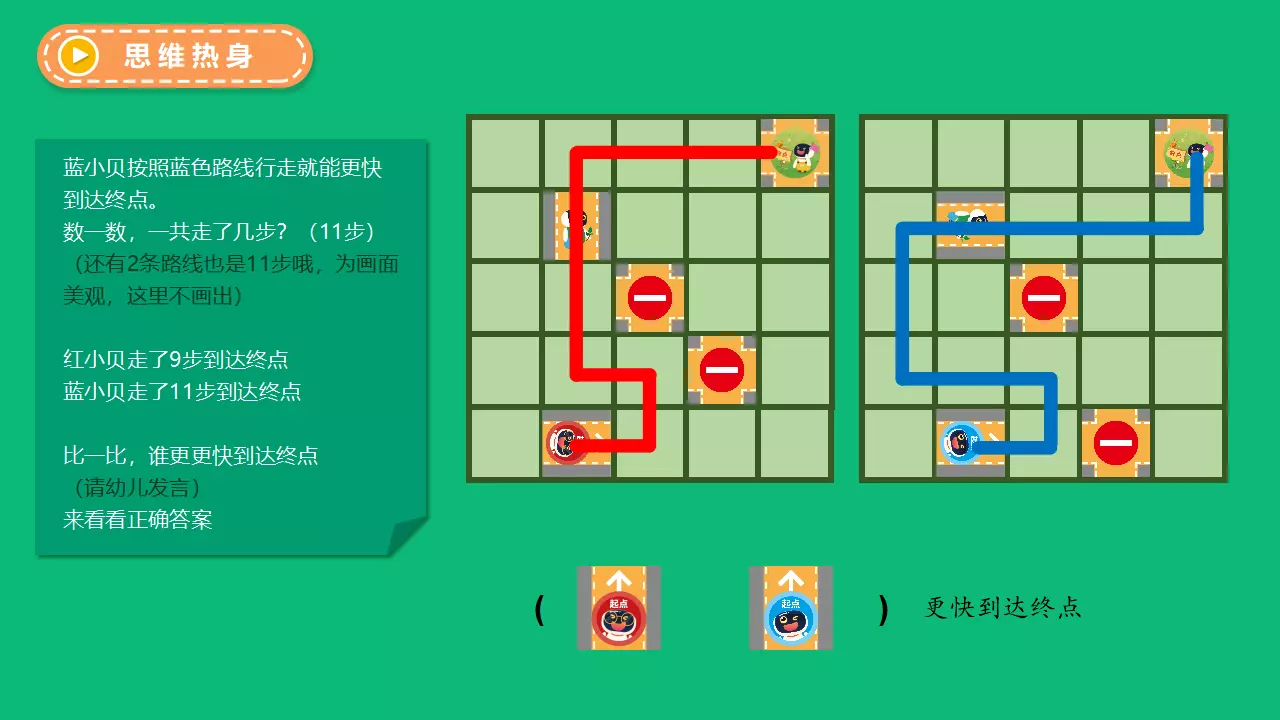 思维热身
蓝小贝按照蓝色路线行走就能更快
到达终点。
数一数，一共走了几步？（11步）
（还有2条路线也是11步哦，为画面
美观，这里不画出）
红小贝走了9步到达终点
蓝小贝走了11步到达终点
比一比，谁更更快到达终点
（请幼儿发言）
来看看正确答案
起点
起点
(
)
更快到达终点